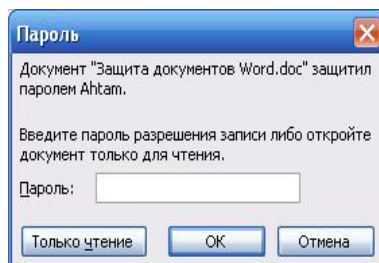 Пароль
Документ "Защита документов Word.doc" защитил
паролем Ahtam.
Введите пароль разрешения записи либо откройте
документ только для чтения.
Пароль:
Только чтение ОК Отмена